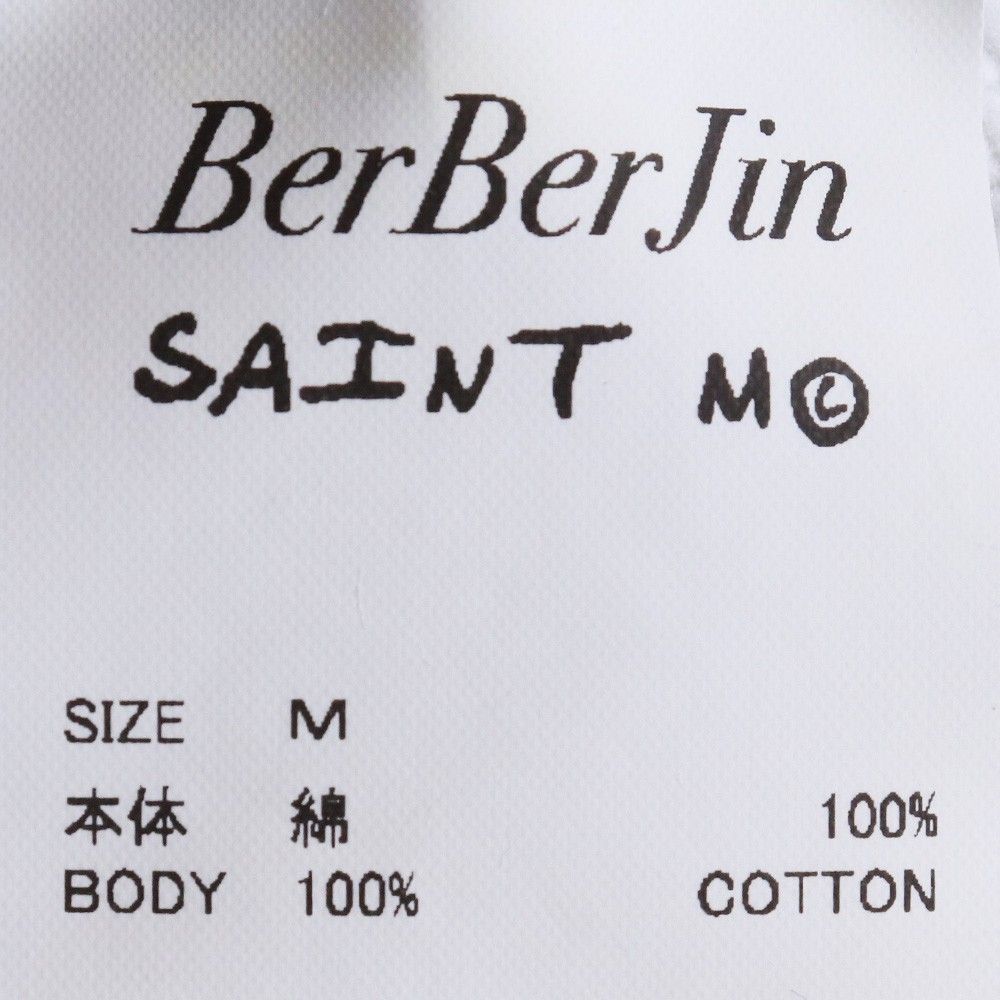 BerBerJin
SAINT M©
SIZE M
本体 綿 100%
BODY 100% COTTON